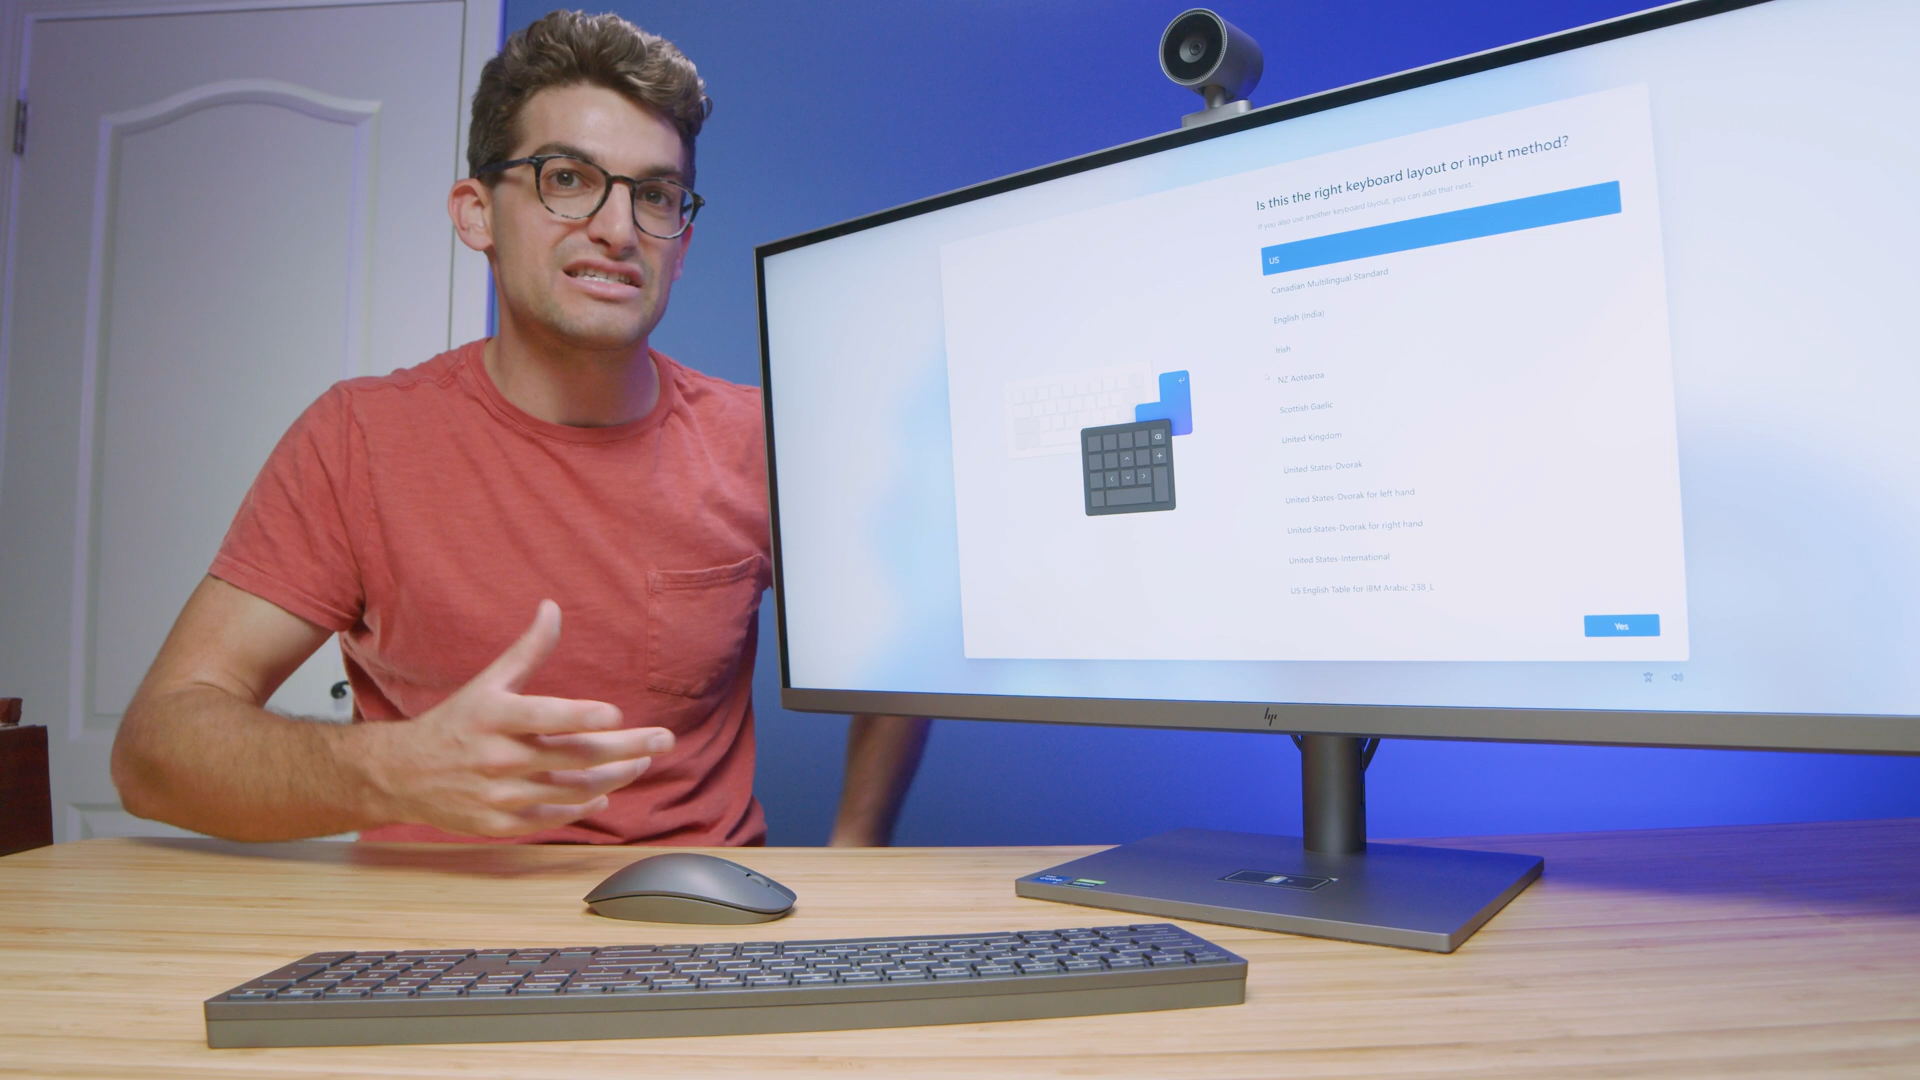 Is this the right keyboard layout or input method?
If you also use another keyboard layout, you can add that next.
US
Canadian Multilingual Standard
English (India)
Irish
NZ Aotearoa
Scottish Gaelic
United Kingdom
United States-Dvorak
United States-Dvorak for left hand
United States-Dvorak for right hand
United States-International
US English Table for IBM Arabic 238_L
Yes
hp